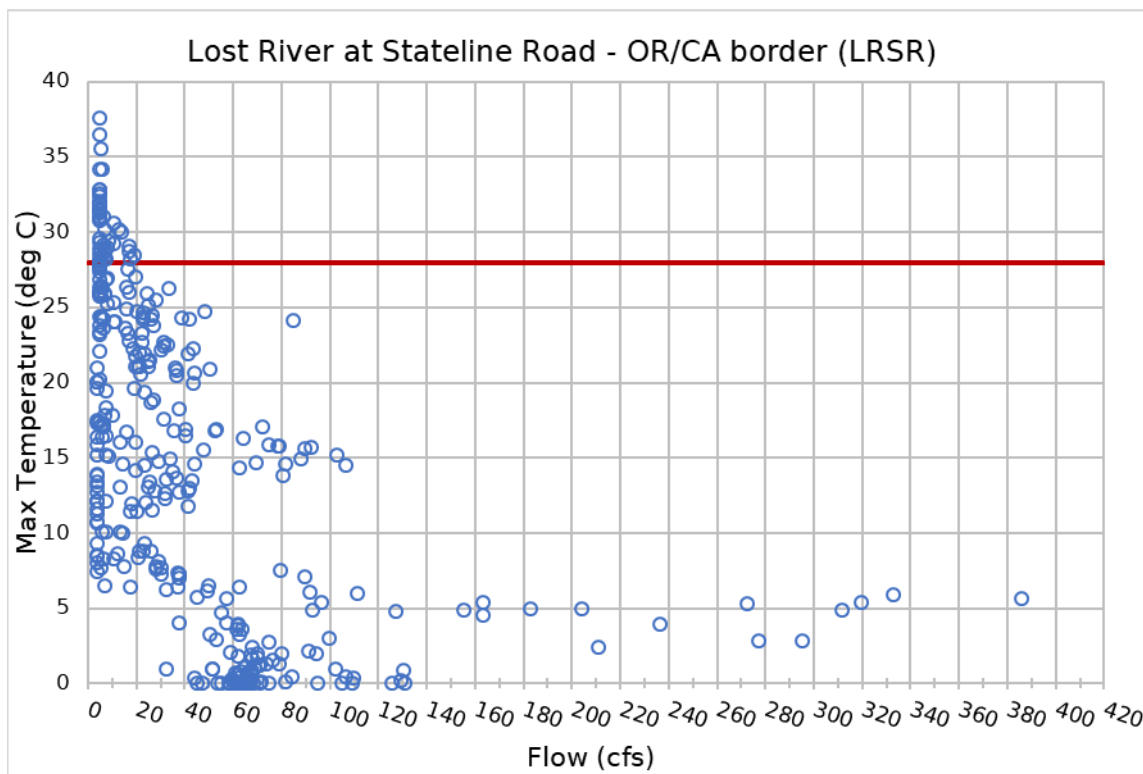 Lost River at Stateline Road - OR/CA border (LRSR)
40
35
30
25
20
15
10
5
0
Max Temperature (deg C)
0 20 40 60 80 100 120 140 160 180 200 220 240 260 280 300 320 340 360 380 400 420
Flow (cfs)